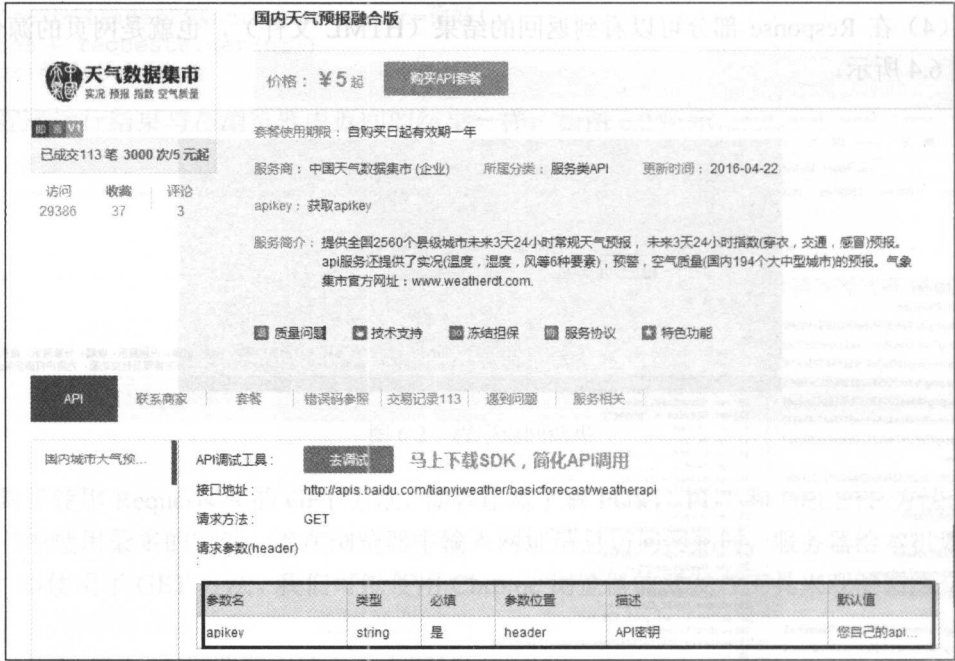 国内天气预报融合版
天气数据集市
实况 预报 指数 空气质量
价格： ￥5起 购买API套餐
V1
已成交113 笔 3000 次/5 元起
访问 收藏 评论
29386 37 3
套餐使用期限： 自购买日起有效期一年
服务商： 中国天气数据集市 (企业) 所属分类： 服务类API 更新时间： 2016-04-22
apikey： 获取apikey
服务简介： 提供全国2560个县级城市未来3天24小时常规天气预报， 未来3天24小时指数(穿衣，交通，感冒)预报。
api服务还提供了实况(温度，湿度，风等6种要素)，预警，空气质量(国内194个大中型城市)的预报。气象
集市官方网址：www.weatherdt.com.
质量问题 技术支持 冻结担保 服务协议 特色功能
API 联系商家 套餐 错误码参照 交易记录113 遇到问题 服务相关
国内城市天气预...
API调试工具： 去调试 马上下载SDK，简化API调用
接口地址： http://apis.baidu.com/tianyiweather/basicforecast/weatherapi
请求方法： GET
请求参数(header)
:
参数名 类型 必填 参数位置 描述 默认值
apikey string 是 header API密钥 您自己的api...